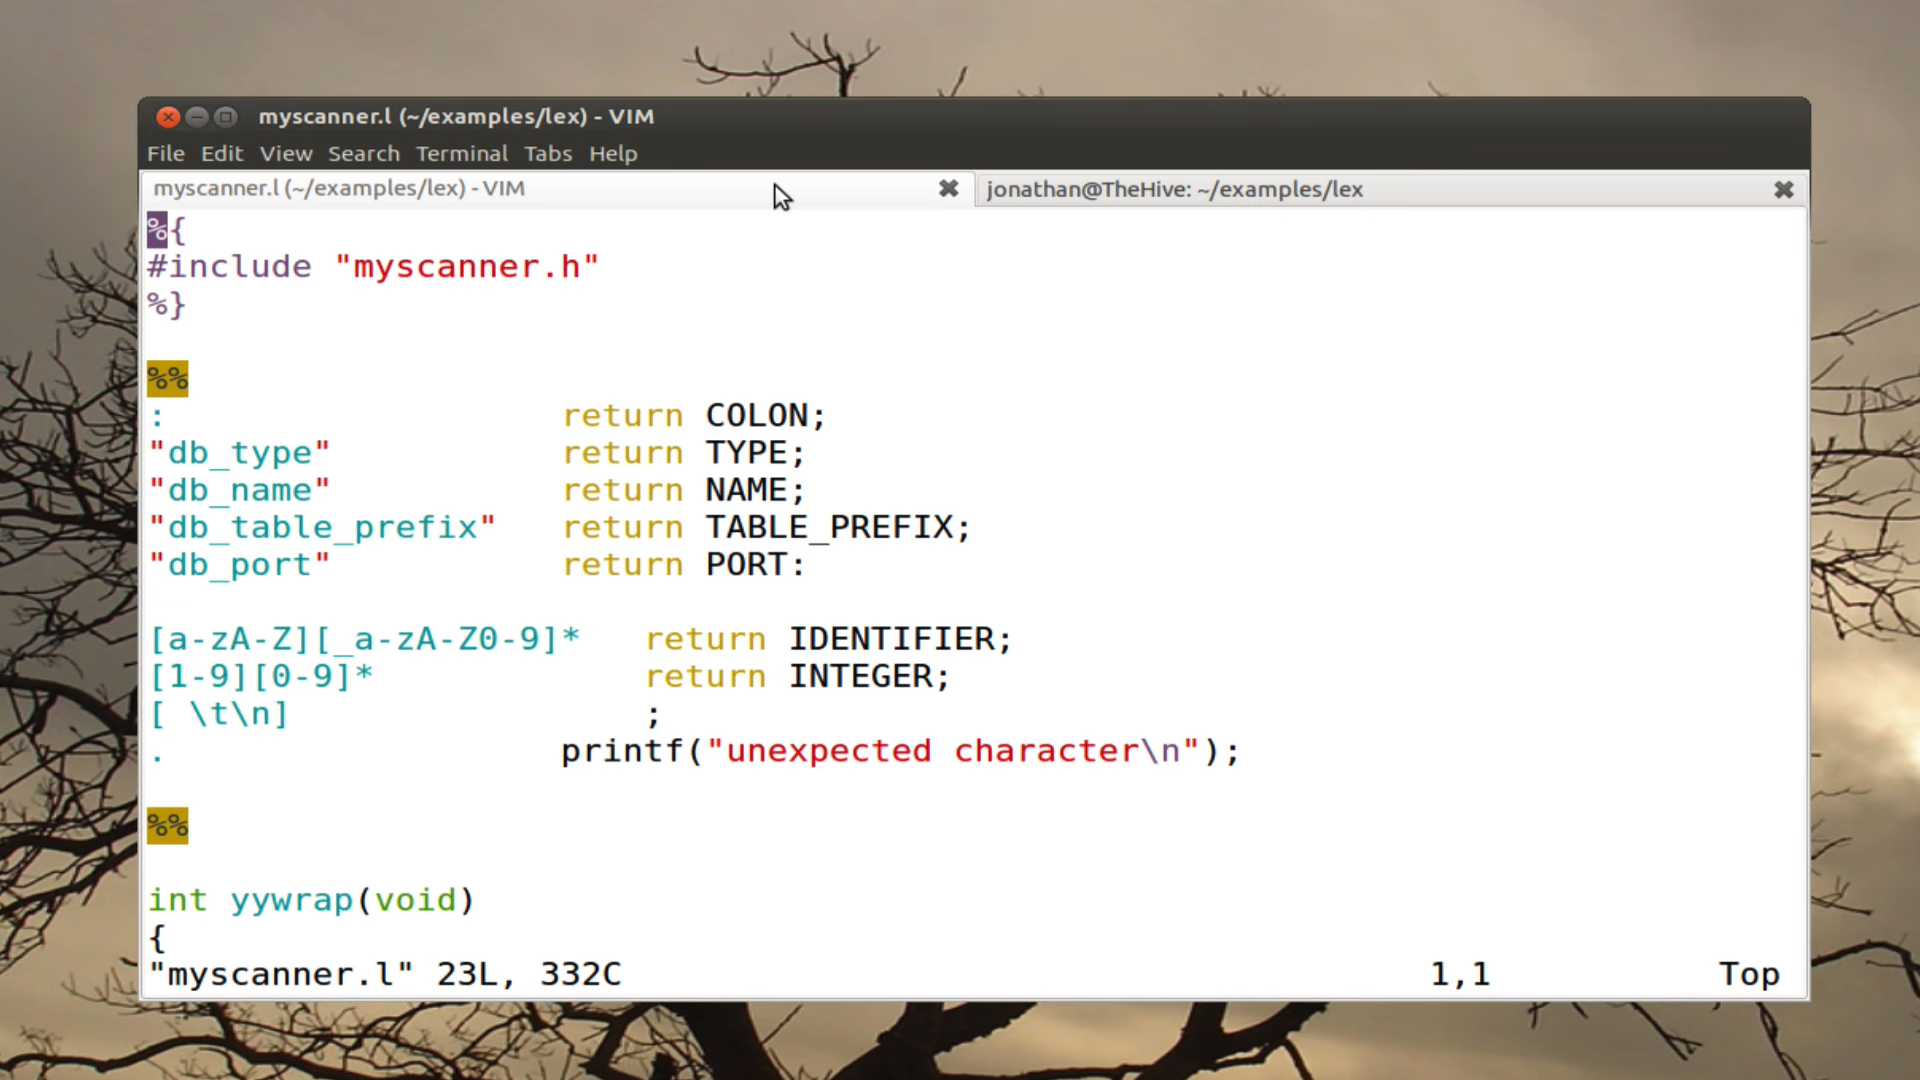 myscanner.l (~/examples/lex) - VIM
File Edit View Search Terminal Tabs Help
myscanner.l (~/examples/lex) - VIM jonathan@TheHive: ~/examples/lex
%{
#include "myscanner.h"
%}
%%
: return COLON;
"db_type" return TYPE;
"db_name" return NAME;
"db_table_prefix" return TABLE_PREFIX;
"db_port" return PORT:
[a-zA-Z][_a-zA-Z0-9]* return IDENTIFIER;
[1-9][0-9]* return INTEGER;
[ \t\n] ;
. printf("unexpected character\n");
%%
int yywrap(void)
{
"myscanner.l" 23L, 332C 1,1 Top